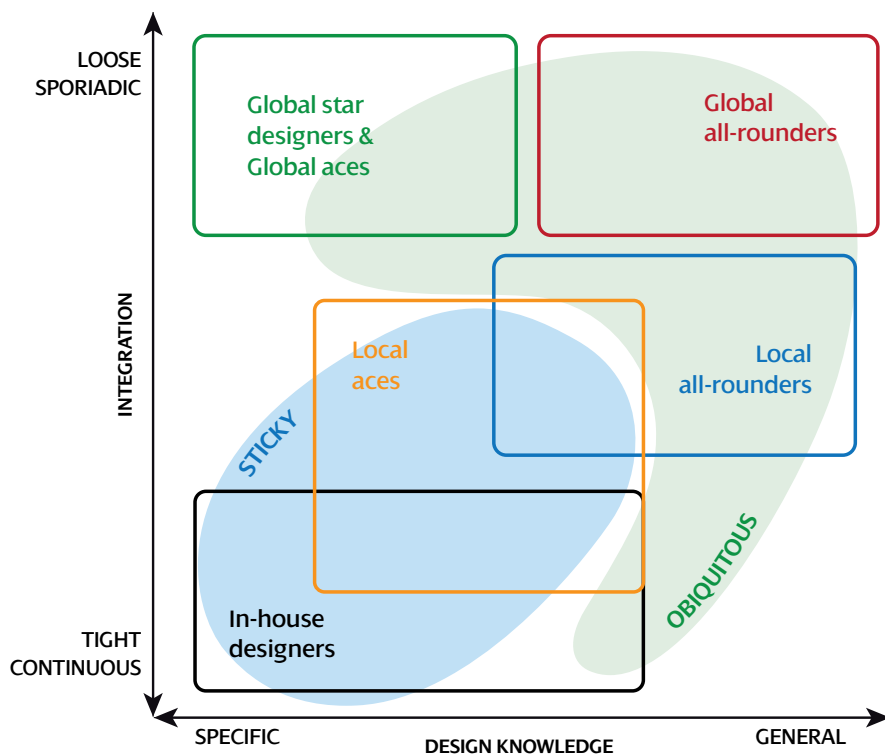 LOOSE
SPORIADIC
Global star
designers &
Global aces
Global
all-rounders
INTEGRATION
Local
aces
Local
all-rounders
STICKY
OBIQUITOUS
In-house
designers
TIGHT
CONTINUOUS
SPECIFIC
DESIGN KNOWLEDGE
GENERAL